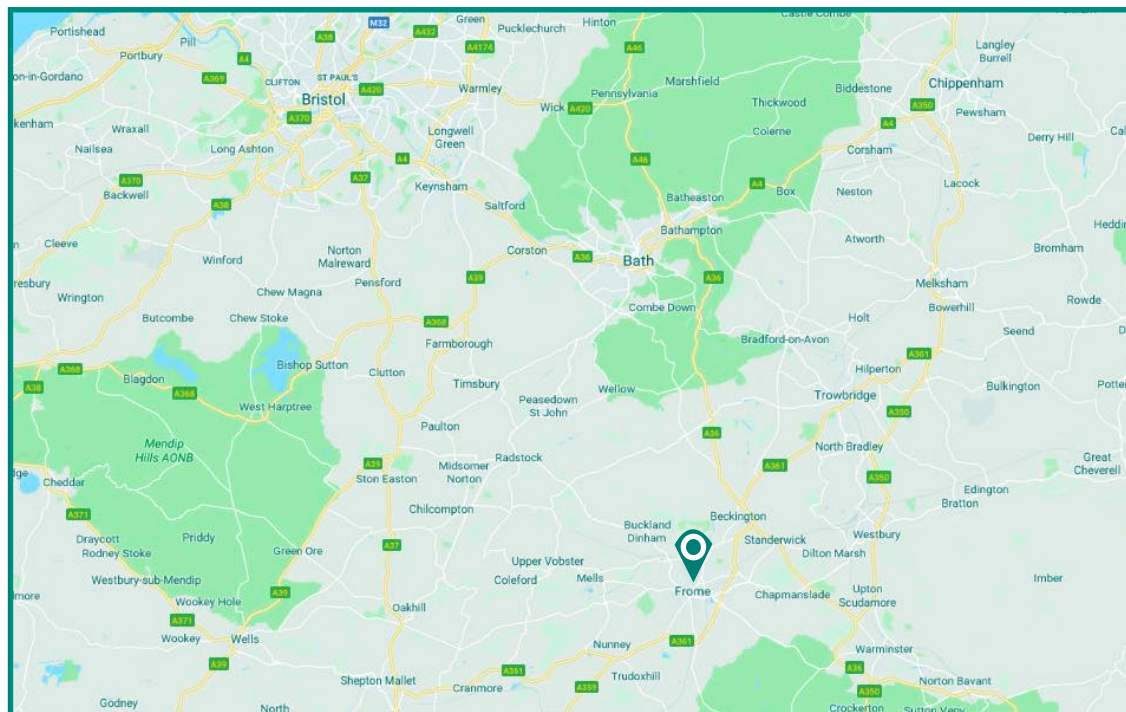 Castle Combe
Portishead
Pill
A38
M32
A432
Green
Pucklechurch
Hinton
A46
Langley
Burrell
Portbury
A4
A4174
on-in-Gordano
A369
CLIFTON
ST PAUL'S
A420
Warmley
Pennsylvania
Marshfield
Biddestone
Chippenham
Bristol
Wick
A420
Thickwood
A350
Pewsham
ckenham
Wraxall
A370
Longwell
Green
Colerne
A4
Derry Hill
Cal
Nailsea
Long Ashton
A4
A46
Corsham
A370
A37
Keynsham
Batheaston
A4
Box
Neston
Lacock
Backwell
A38
Saltford
Bathampton
Heddin
Cleeve
Norton
Malreward
Corston
A36
Bath
Atworth
Bromham
Winford
A39
A36
resbury
Pensford
Melksham
Wrington
Chew Magna
Rowde
Butcombe
Chew Stoke
A368
Combe Down
Holt
Bowerhill
Seend
D
Farmborough
Bradford-on-Avon
A361
A368
Bishop Sutton
Hilperton
A38
Blagdon
A368
Clutton
Timsbury
Wellow
Trowbridge
Bulkington
Potter
West Harptree
Peasedown
St John
A350
Paulton
A36
Mendip
Hills AONB
North Bradley
Radstock
A39
Midsomer
Norton
A361
Great
Cheverell
dge
Cheddar
Ston Easton
A350
Edington
Bratton
Chilcompton
A371
Beckington
Buckland
Dinham
Draycott
Priddy
Westbury
Rodney Stoke
Green Ore
A37
Standerwick
Dilton Marsh
Upper Vobster
Westbury-sub-Mendip
Coleford
Mells
Imber
Frome
Chapmanslade
Upton
Scudamore
more
Wookey Hole
A39
Oakhill
A371
Wookey
Wells
Nunney
A361
Warminster
A39
A361
Trudoxhill
A36
Shepton Mallet
Cranmore
A359
A350
Norton Bavant
Godney
North
Crockerton
Sutton Veny